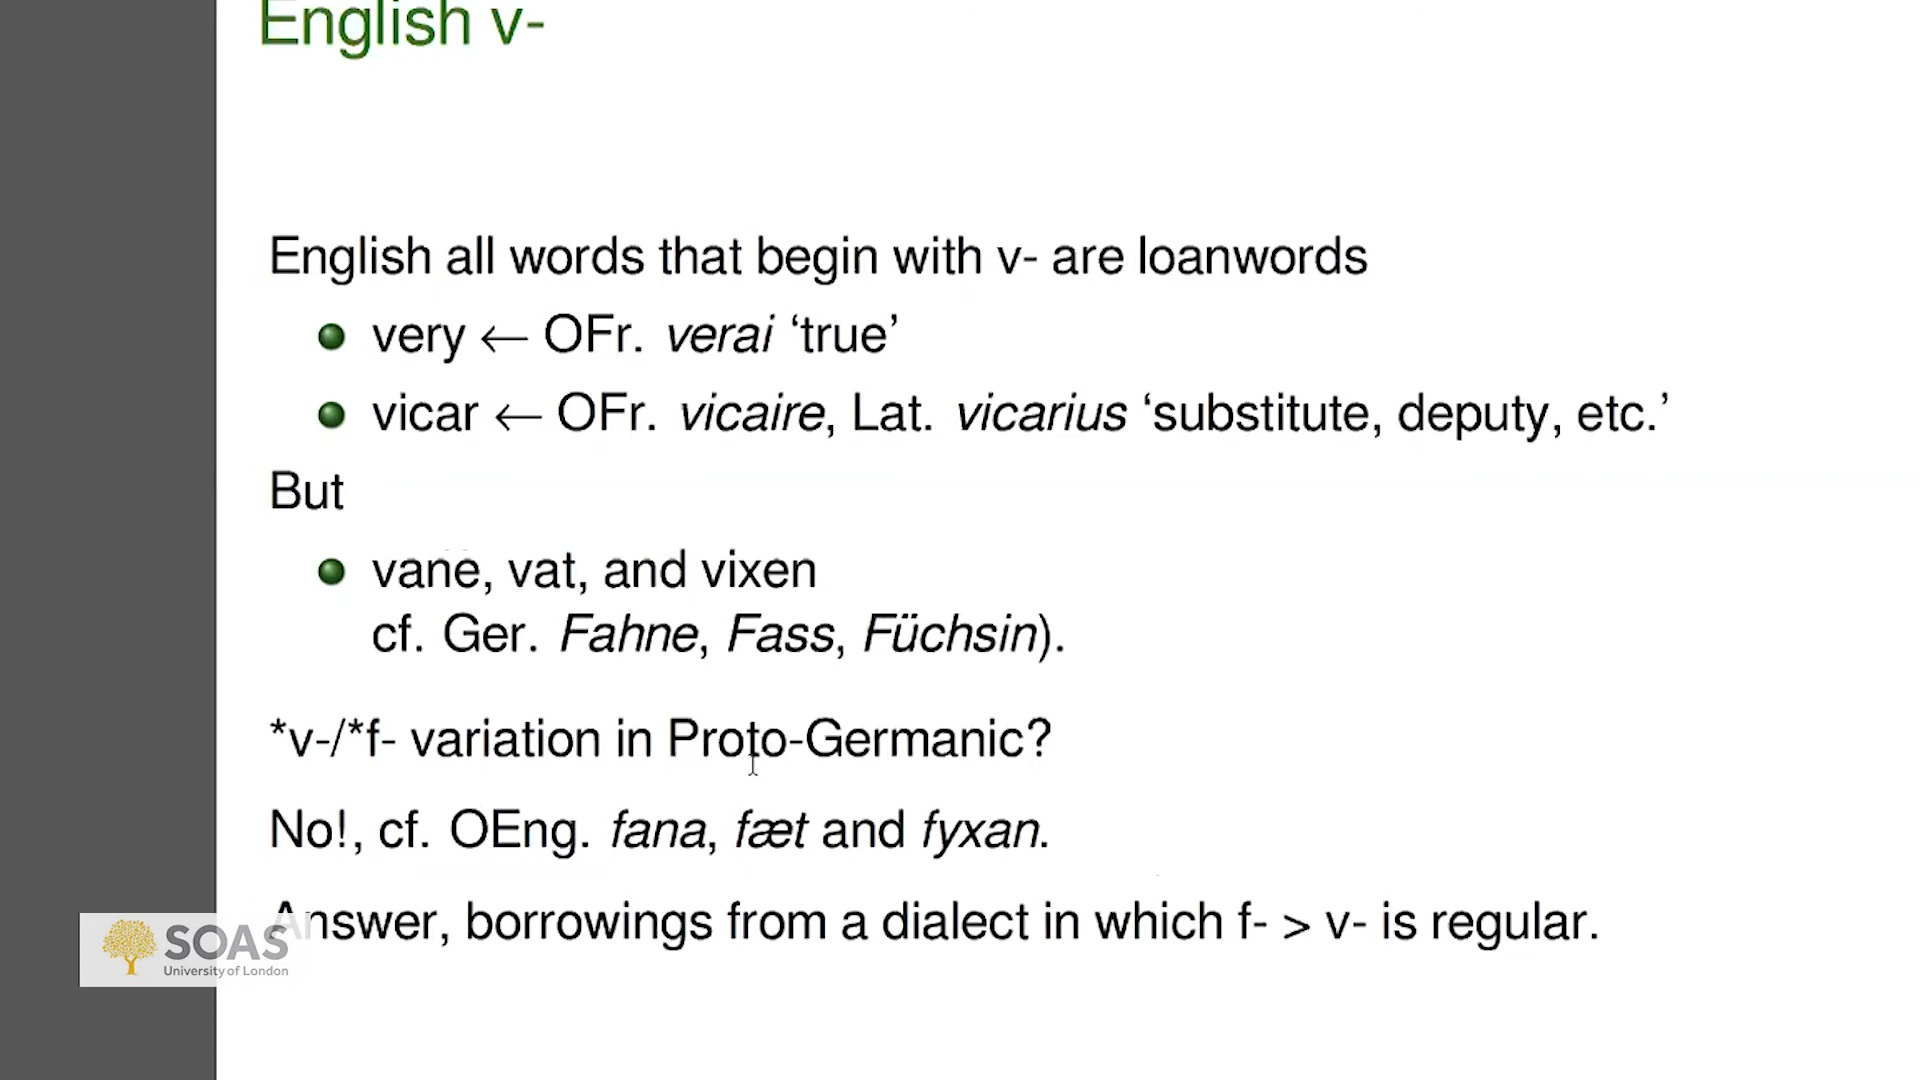 English v-
English all words that begin with v- are loanwords
very ← OFr. verai ‘true’
vicar ← OFr. vicaire, Lat. vicarius ‘substitute, deputy, etc.’
But
vane, vat, and vixen
cf. Ger. Fahne, Fass, Füchsin).
*v-/*f- variation in Proto-Germanic?
No!, cf. OEng. fana, fæt and fyxan.
Answer, borrowings from a dialect in which f- > v- is regular.
SOAS
University of London